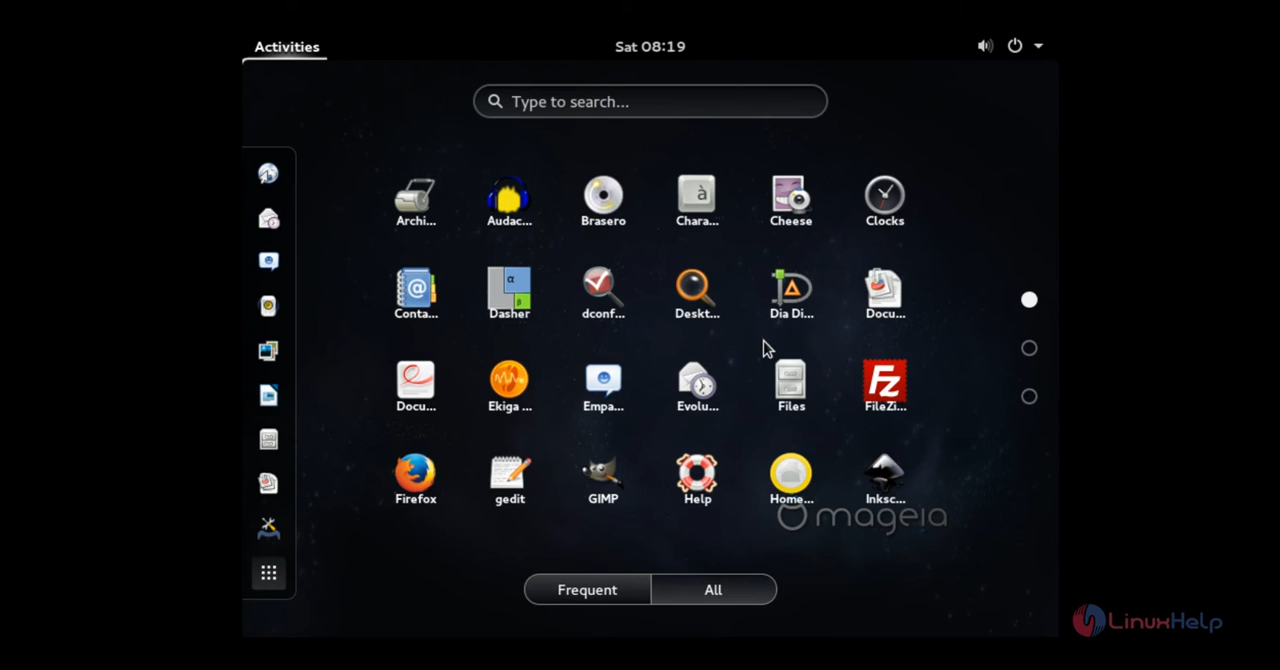 Activities Sat 08:19
Type to search...
à
Archi... Audac... Brasero Chara... Cheese Clocks
@ α β
Conta... Dasher dconf... Deskt... Dia Di... Docu...
Fz
Docu... Ekiga ... Empa... Evolu... Files FileZi...
Firefox gedit GIMP Help Home... Inksc...
mageia
Frequent All
LinuxHelp